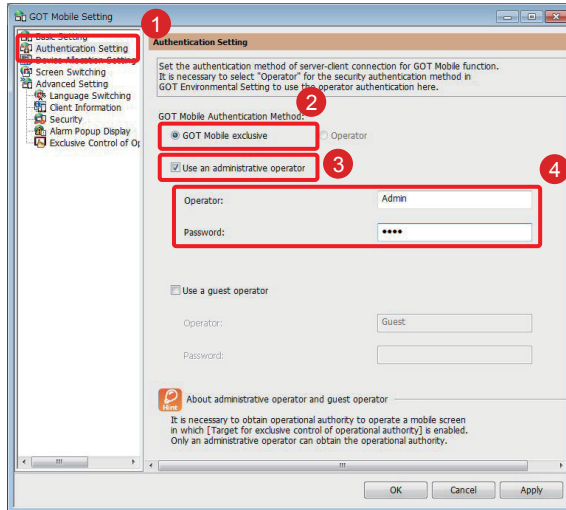 GOT Mobile Setting
1
Basic Setting
Authentication Setting
Device Allocation Setting
Screen Switching
Advanced Setting
Language Switching
Client Information
Security
Alarm Popup Display
Exclusive Control of Op
Authentication Setting
Set the authentication method of server-client connection for GOT Mobile function.
It is necessary to select "Operator" for the security authentication method in
GOT Environmental Setting to use the operator authentication here.
2
GOT Mobile Authentication Method:
GOT Mobile exclusive
Operator
Use an administrative operator
3
4
Operator:
Admin
Password:
••••
Use a guest operator
Operator:
Guest
Password:
Hint
About administrative operator and guest operator
It is necessary to obtain operational authority to operate a mobile screen
in which [Target for exclusive control of operational authority] is enabled.
Only an administrative operator can obtain the operational authority.
OK
Cancel
Apply